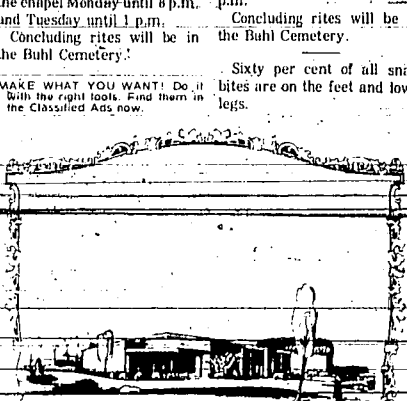 the chapel Monday until 8 p.m.
and Tuesday until 1 p.m.
Concluding rites will be in
the Buhl Cemetery.
MAKE WHAT YOU WANT! Do it
With the right tools. Find them in
the Classified Ads now.
p.m.
Concluding rites will be
the Buhl Cemetery.
Sixty per cent of all sna
bites are on the feet and low
legs.